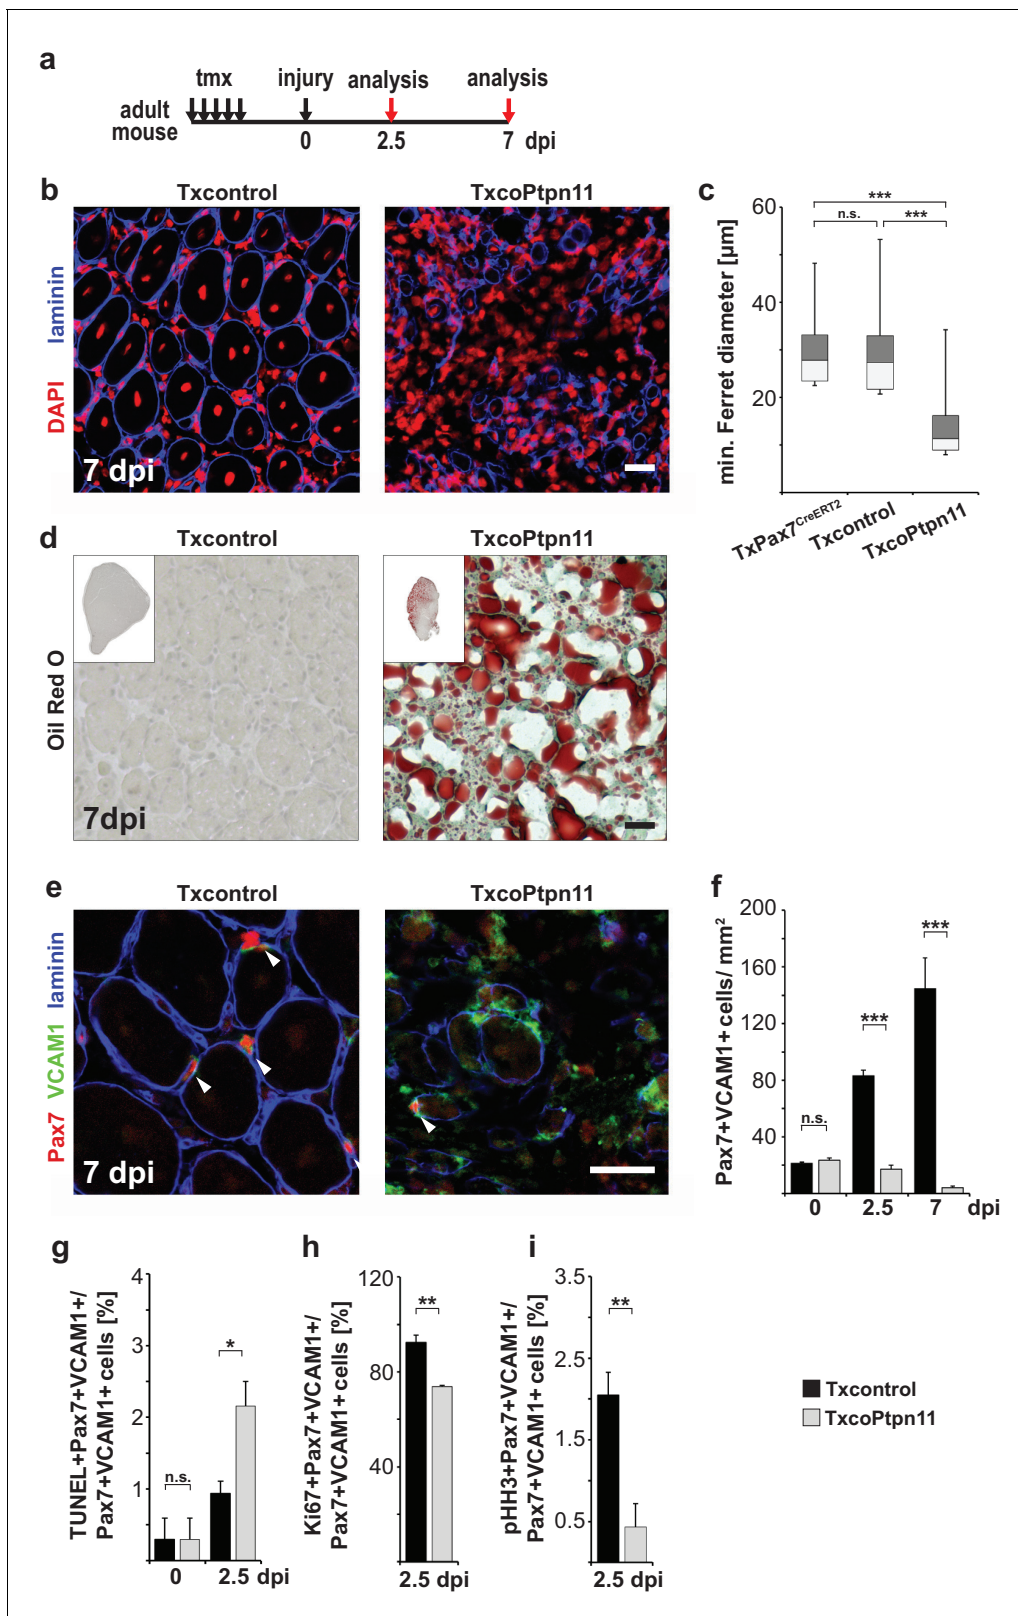 a
tmx injury analysis analysis
adult mouse
0 2.5 7 dpi
b
Txcontrol TxcoPtpn11
DAPI laminin
7 dpi
c
***
n.s. ***
min. Ferret diameter [µm]
60
40
20
TxPax7CreERT2 Txcontrol TxcoPtpn11
d
Txcontrol TxcoPtpn11
Oil Red O
7dpi
e
Txcontrol TxcoPtpn11
Pax7 VCAM1 laminin
7 dpi
f
Pax7+VCAM1+ cells/ mm²
200
160
120
80
40
n.s. *** ***
0 2.5 7 dpi
g
TUNEL+Pax7+VCAM1+/
Pax7+VCAM1+ cells [%]
4
3
2
1
n.s. *
0 2.5 dpi
h
Ki67+Pax7+VCAM1+/
Pax7+VCAM1+ cells [%]
120
80
40
**
2.5 dpi
i
pHH3+Pax7+VCAM1+/
Pax7+VCAM1+ cells [%]
3.5
2.5
1.5
0.5
**
2.5 dpi
Txcontrol
TxcoPtpn11